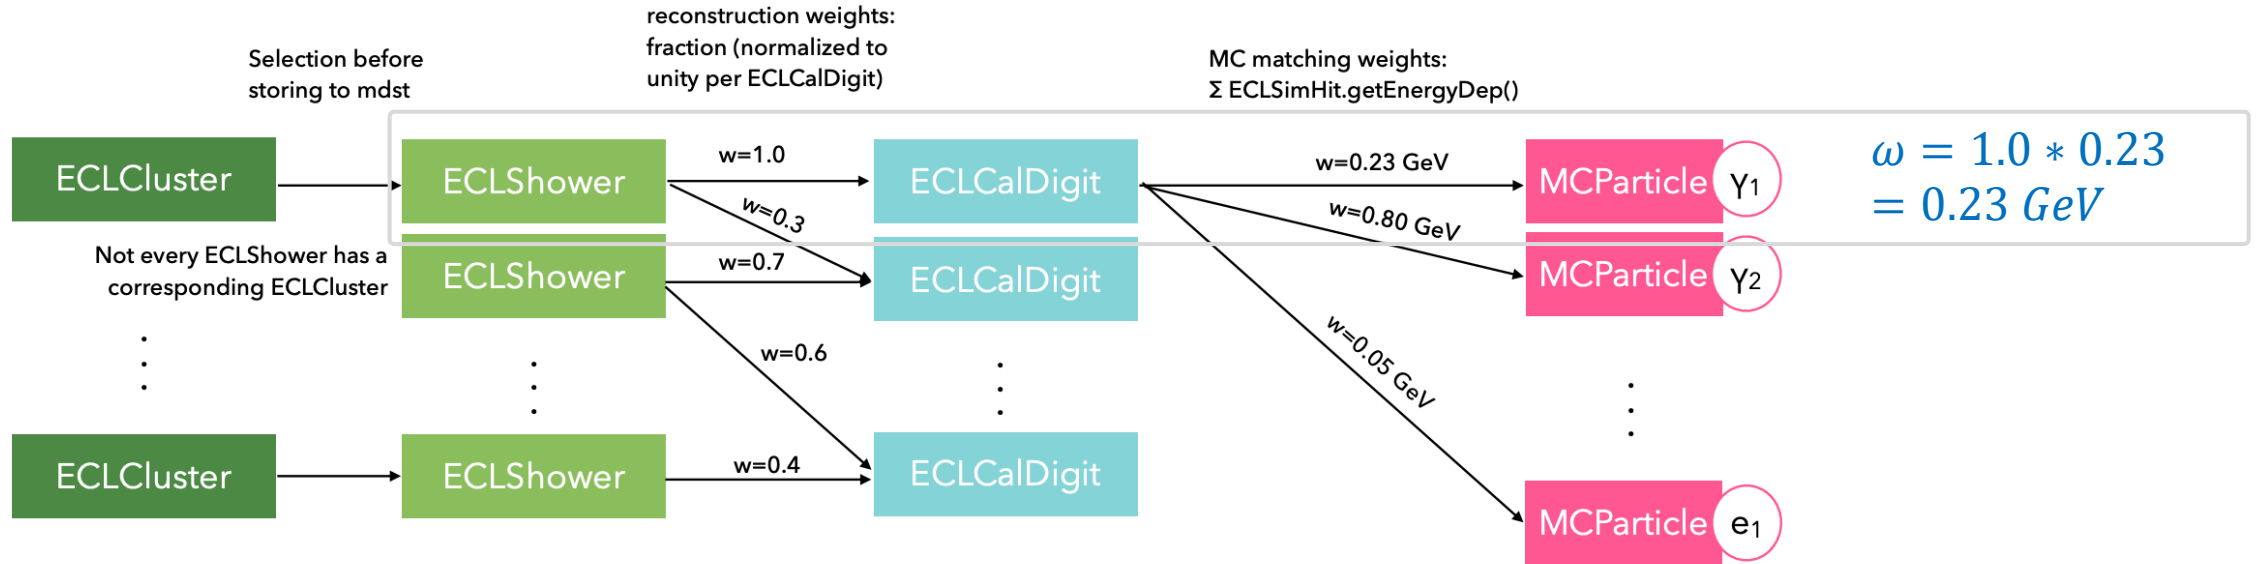 reconstruction weights:
fraction (normalized to
unity per ECLCalDigit)
Selection before
storing to mdst
MC matching weights:
Σ ECLSimHit.getEnergyDep()
ECLCluster
ECLShower
w=1.0
w=0.3
ECLCalDigit
w=0.23 GeV
w=0.80 GeV
MCParticle
γ1
ω = 1.0 * 0.23
= 0.23 GeV
Not every ECLShower has a
corresponding ECLCluster
ECLShower
w=0.7
ECLCalDigit
MCParticle
γ2
w=0.6
w=0.05 GeV
ECLCluster
ECLShower
w=0.4
ECLCalDigit
MCParticle
e1